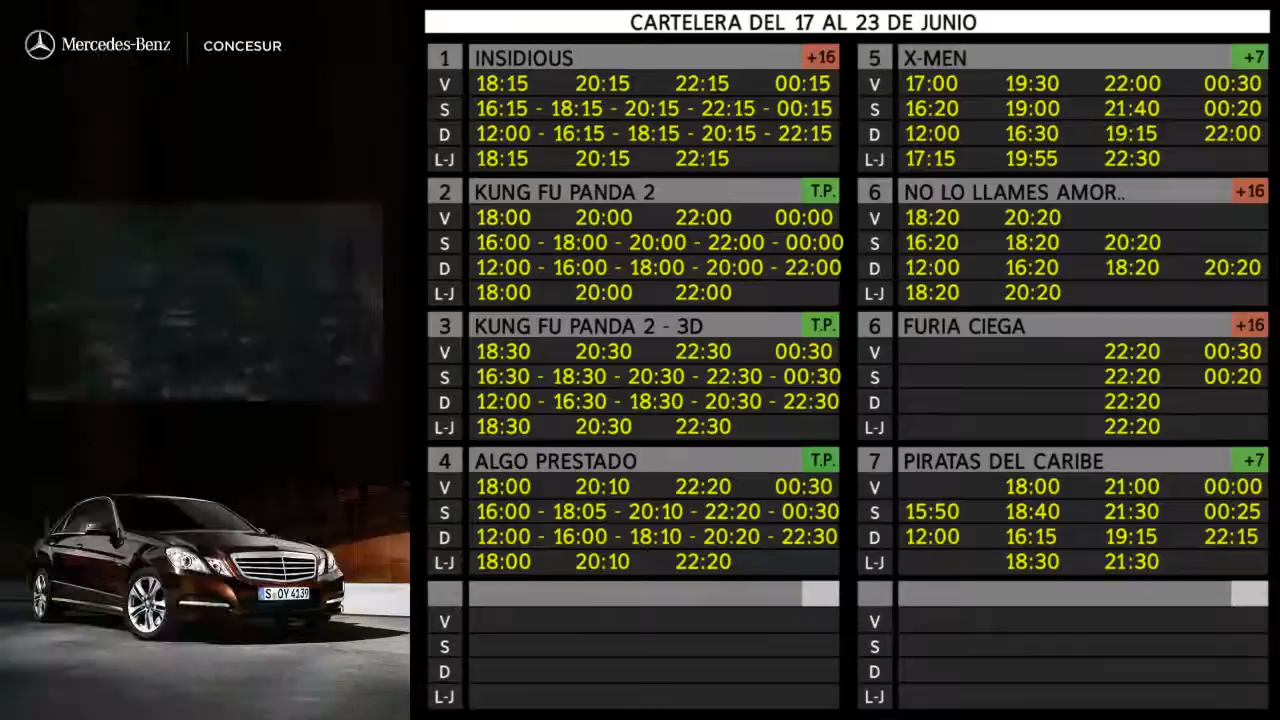 Mercedes-Benz CONCESUR
CARTELERA DEL 17 AL 23 DE JUNIO
1 INSIDIOUS +16
V 18:15 20:15 22:15 00:15
S 16:15 - 18:15 - 20:15 - 22:15 - 00:15
D 12:00 - 16:15 - 18:15 - 20:15 - 22:15
L-J 18:15 20:15 22:15
2 KUNG FU PANDA 2 T.P.
V 18:00 20:00 22:00 00:00
S 16:00 - 18:00 - 20:00 - 22:00 - 00:00
D 12:00 - 16:00 - 18:00 - 20:00 - 22:00
L-J 18:00 20:00 22:00
3 KUNG FU PANDA 2 - 3D T.P.
V 18:30 20:30 22:30 00:30
S 16:30 - 18:30 - 20:30 - 22:30 - 00:30
D 12:00 - 16:30 - 18:30 - 20:30 - 22:30
L-J 18:30 20:30 22:30
4 ALGO PRESTADO T.P.
V 18:00 20:10 22:20 00:30
S 16:00 - 18:05 - 20:10 - 22:20 - 00:30
D 12:00 - 16:00 - 18:10 - 20:20 - 22:30
L-J 18:00 20:10 22:20
V
S
D
L-J
5 X-MEN +7
V 17:00 19:30 22:00 00:30
S 16:20 19:00 21:40 00:20
D 12:00 16:30 19:15 22:00
L-J 17:15 19:55 22:30
6 NO LO LLAMES AMOR.. +16
V 18:20 20:20
S 16:20 18:20 20:20
D 12:00 16:20 18:20 20:20
L-J 18:20 20:20
6 FURIA CIEGA +16
V 22:20 00:30
S 22:20 00:20
D 22:20
L-J 22:20
7 PIRATAS DEL CARIBE +7
V 18:00 21:00 00:00
S 15:50 18:40 21:30 00:25
D 12:00 16:15 19:15 22:15
L-J 18:30 21:30
V
S
D
L-J
S OY 4139